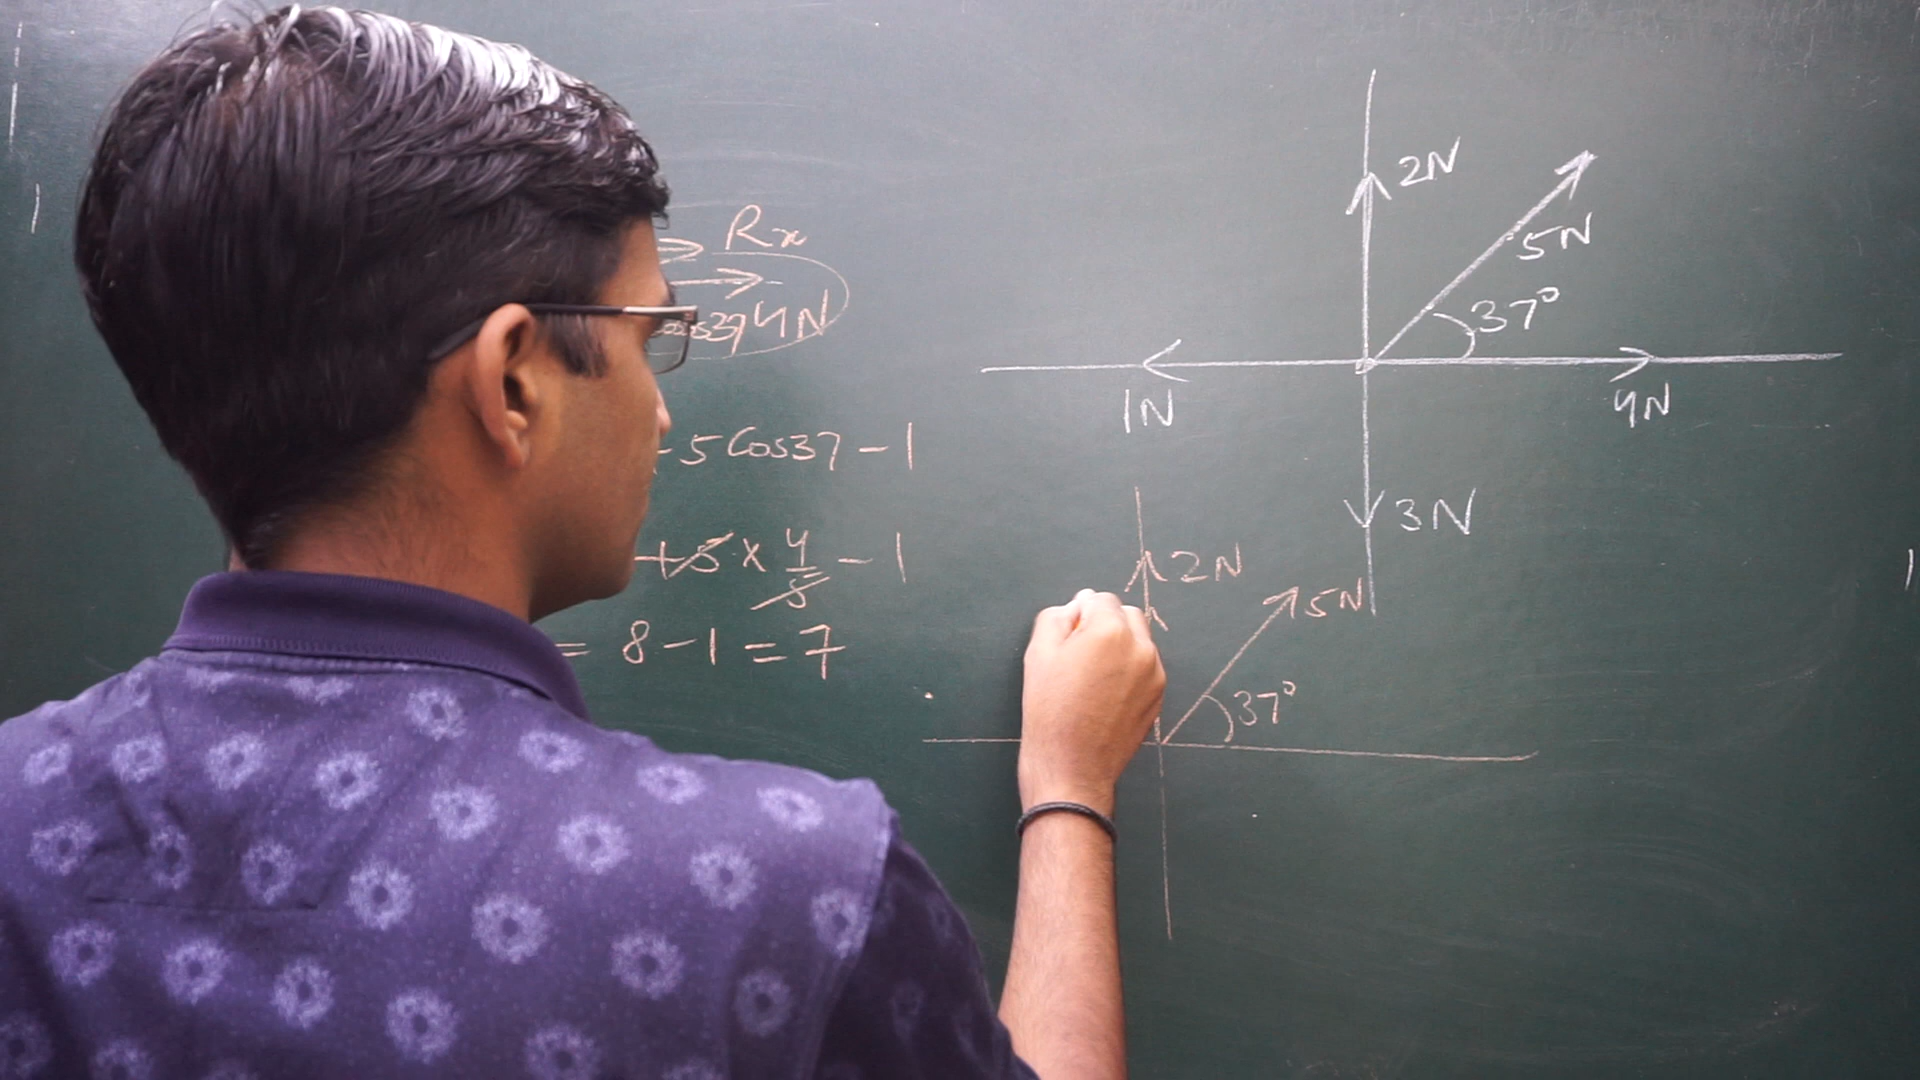 Rx
4N
5 Cos37 - 1
+ 5 × 4/5 - 1
= 8 - 1 = 7
2N
5N
37°
1N
4N
3N
2N
5N
37°